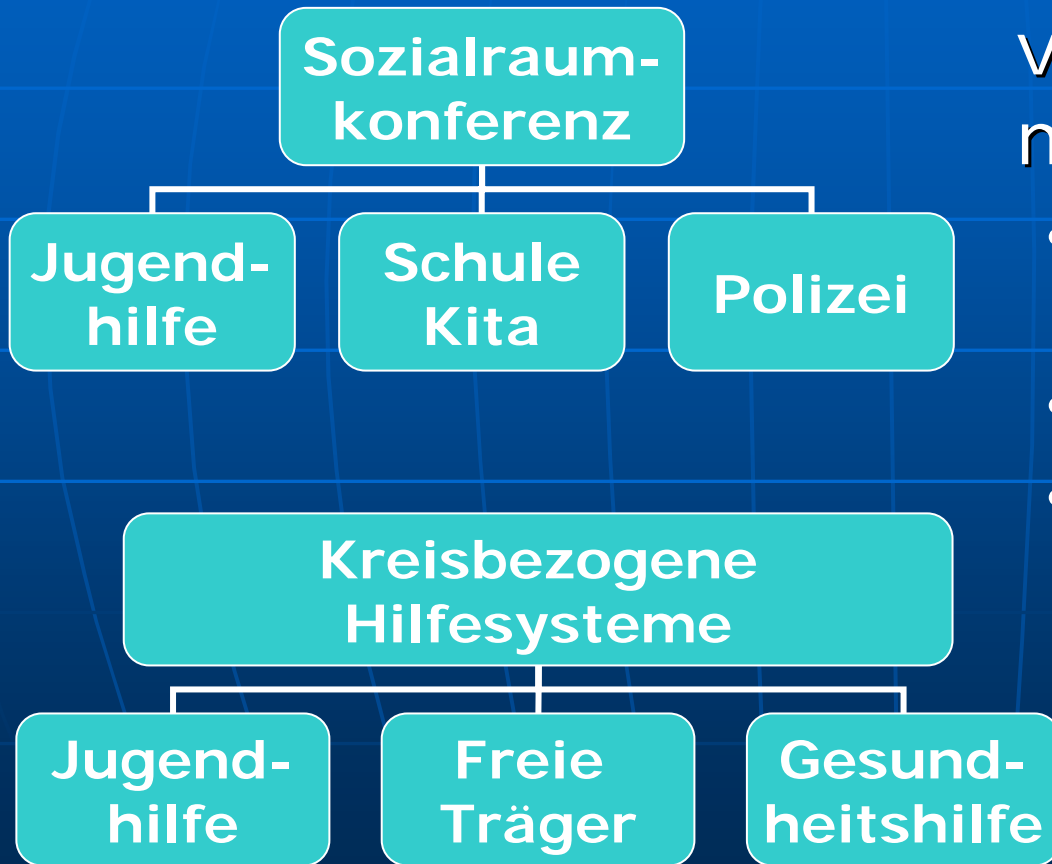 Sozialraum-
konferenz
Jugend-
hilfe
Schule
Kita
Polizei
Kreisbezogene
Hilfesysteme
Jugend-
hilfe
Freie
Träger
Gesund-
heitshilfe